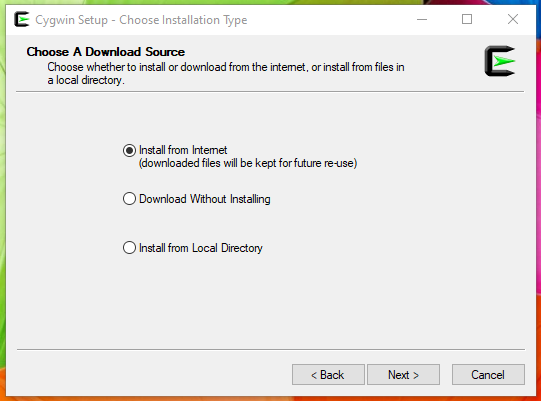 Cygwin Setup - Choose Installation Type
Choose A Download Source
Choose whether to install or download from the internet, or install from files in
a local directory.
Install from Internet
(downloaded files will be kept for future re-use)
Download Without Installing
Install from Local Directory
< Back
Next >
Cancel